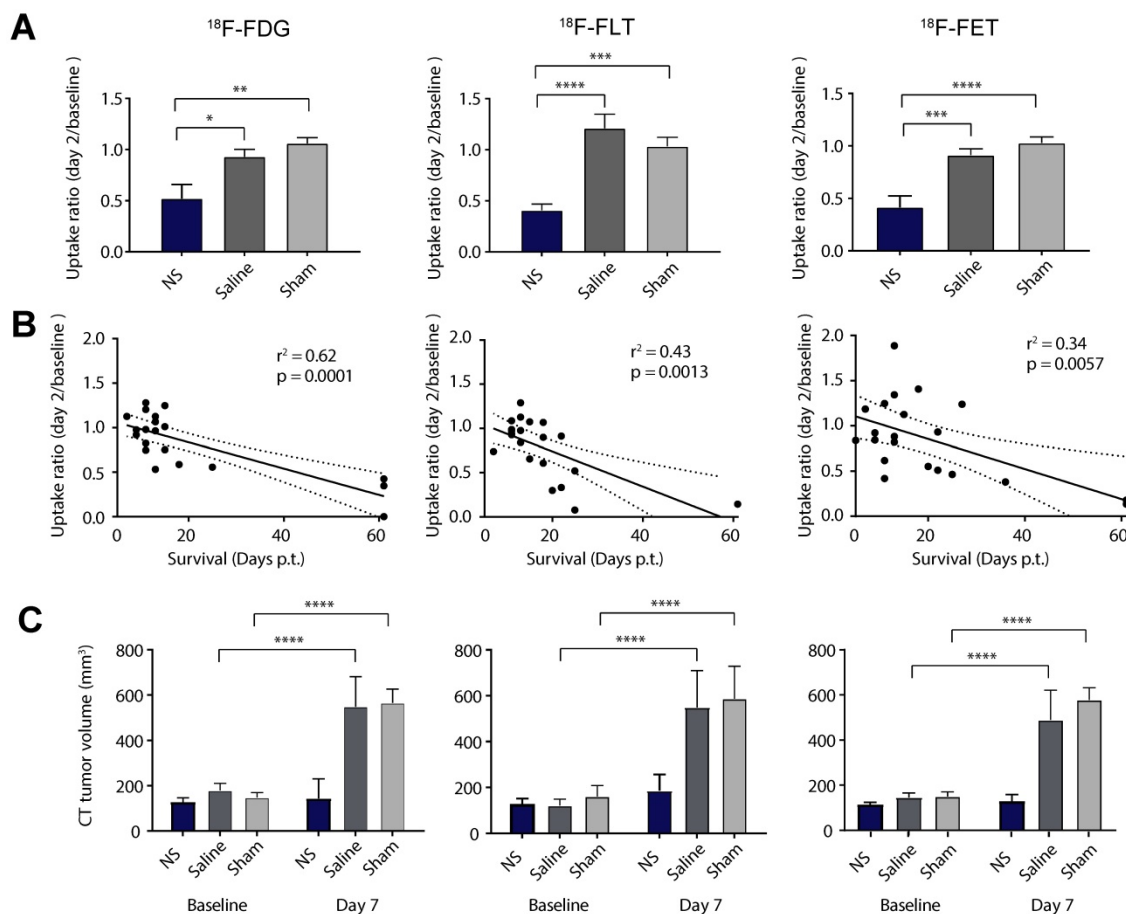 A
¹⁸F-FDG
¹⁸F-FLT
¹⁸F-FET
Uptake ratio (day 2/baseline )
1.5
1.0
0.5
0.0
**
*
NS
Saline
Sham
Uptake ratio (day 2/baseline )
1.5
1.0
0.5
0.0
***
****
NS
Saline
Sham
Uptake ratio (day 2/baseline )
1.5
1.0
0.5
0.0
****
***
NS
Saline
Sham
B
Uptake ratio (day 2/baseline )
2.0
1.5
1.0
0.5
0.0
r² = 0.62
p = 0.0001
0 20 40 60
Survival (Days p.t.)
Uptake ratio (day 2/baseline )
2.0
1.5
1.0
0.5
0.0
r² = 0.43
p = 0.0013
0 20 40 60
Survival (Days p.t.)
Uptake ratio (day 2/baseline )
2.0
1.5
1.0
0.5
0.0
r² = 0.34
p = 0.0057
0 20 40 60
Survival (Days p.t.)
C
CT tumor volume (mm³)
800
600
400
200
0
****
****
NS
Saline
Sham
NS
Saline
Sham
Baseline
Day 7
800
600
400
200
0
****
****
NS
Saline
Sham
NS
Saline
Sham
Baseline
Day 7
800
600
400
200
0
****
****
NS
Saline
Sham
NS
Saline
Sham
Baseline
Day 7